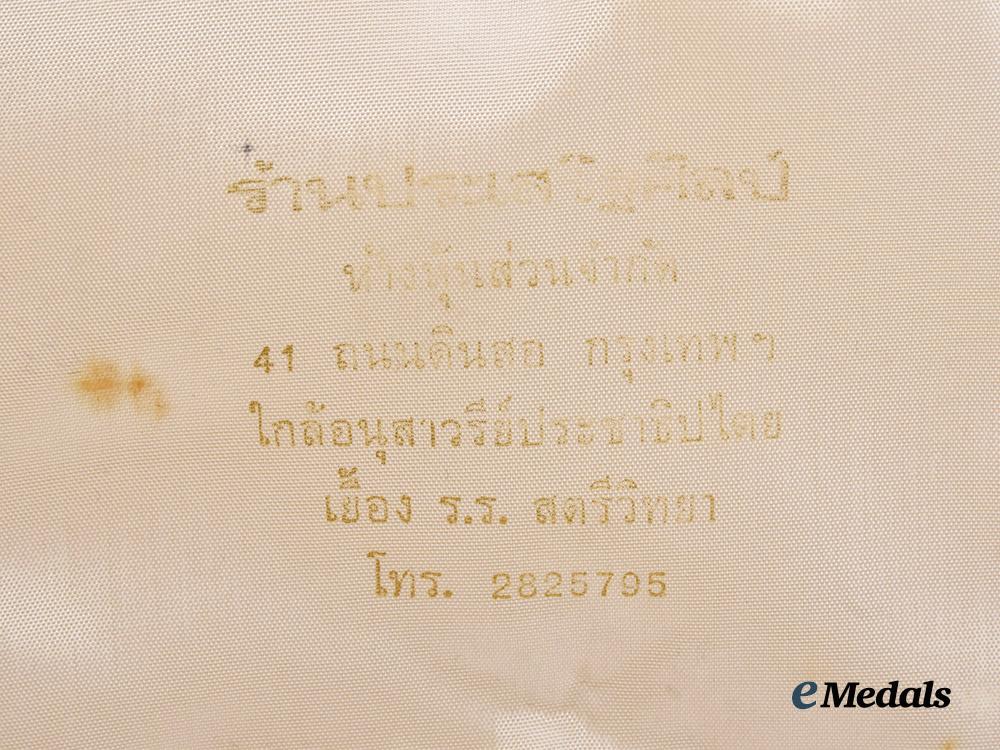 ร้านประเสริฐศิลป์
ห้างหุ้นส่วนจำกัด
41 ถนนดินสอ กรุงเทพฯ
ใกล้อนุสาวรีย์ประชาธิปไตย
เยื้อง ร.ร. สตรีวิทยา
โทร. 2825795
eMedals